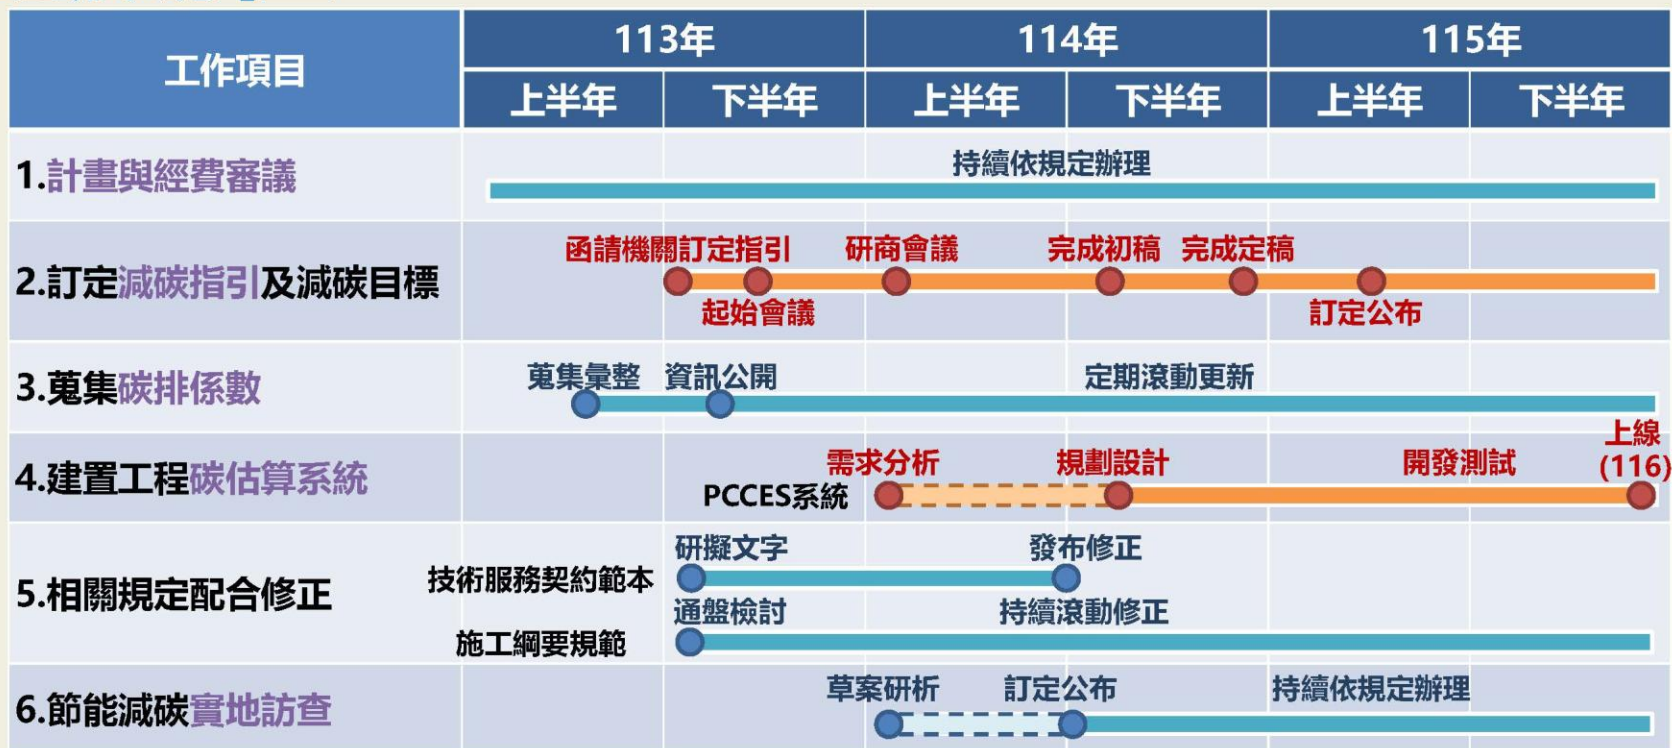 工作項目
113年
114年
115年
上半年
下半年
上半年
下半年
上半年
下半年
1.計畫與經費審議
持續依規定辦理
2.訂定減碳指引及減碳目標
函請機關訂定指引
研商會議
完成初稿
完成定稿
起始會議
訂定公布
3.蒐集碳排係數
蒐集彙整
資訊公開
定期滾動更新
4.建置工程碳估算系統
PCCES系統
需求分析
規劃設計
開發測試
上線
(116)
5.相關規定配合修正
技術服務契約範本
研擬文字
發布修正
施工綱要規範
通盤檢討
持續滾動修正
6.節能減碳實地訪查
草案研析
訂定公布
持續依規定辦理